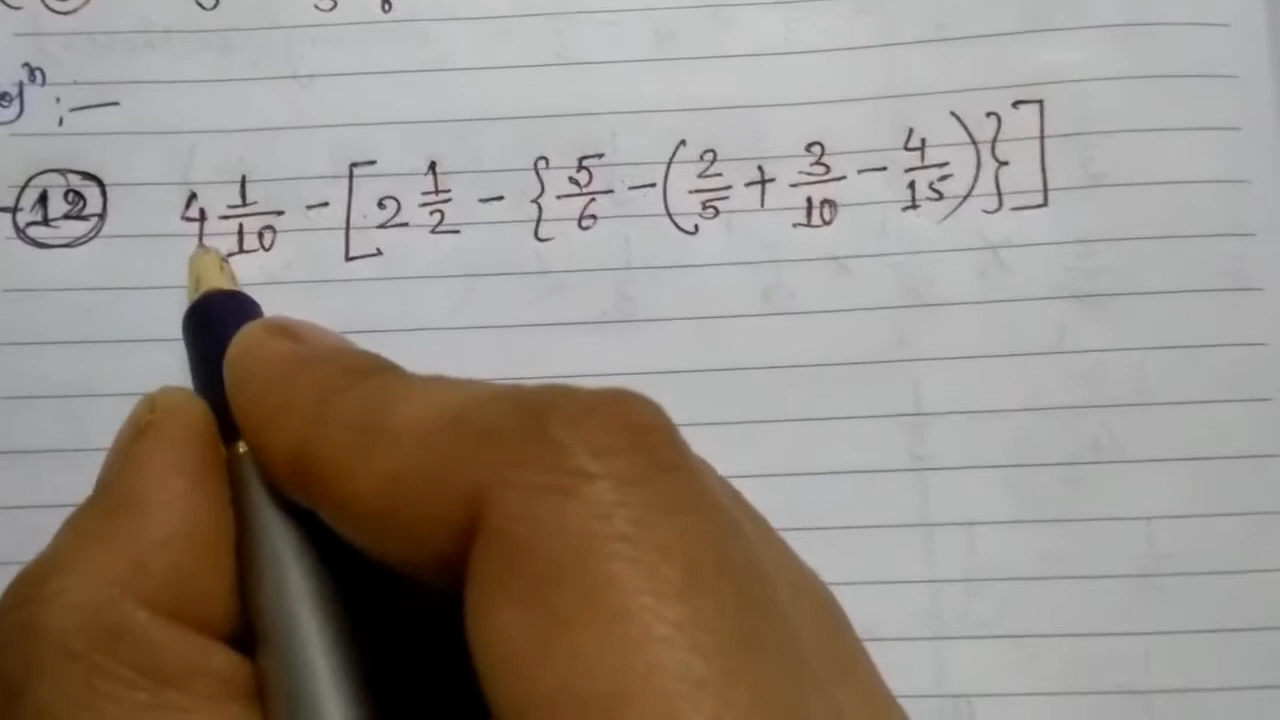 :—
12 4 1/10 - [2 1/2 - {5/6 - (2/5 + 3/10 - 4/15)}]